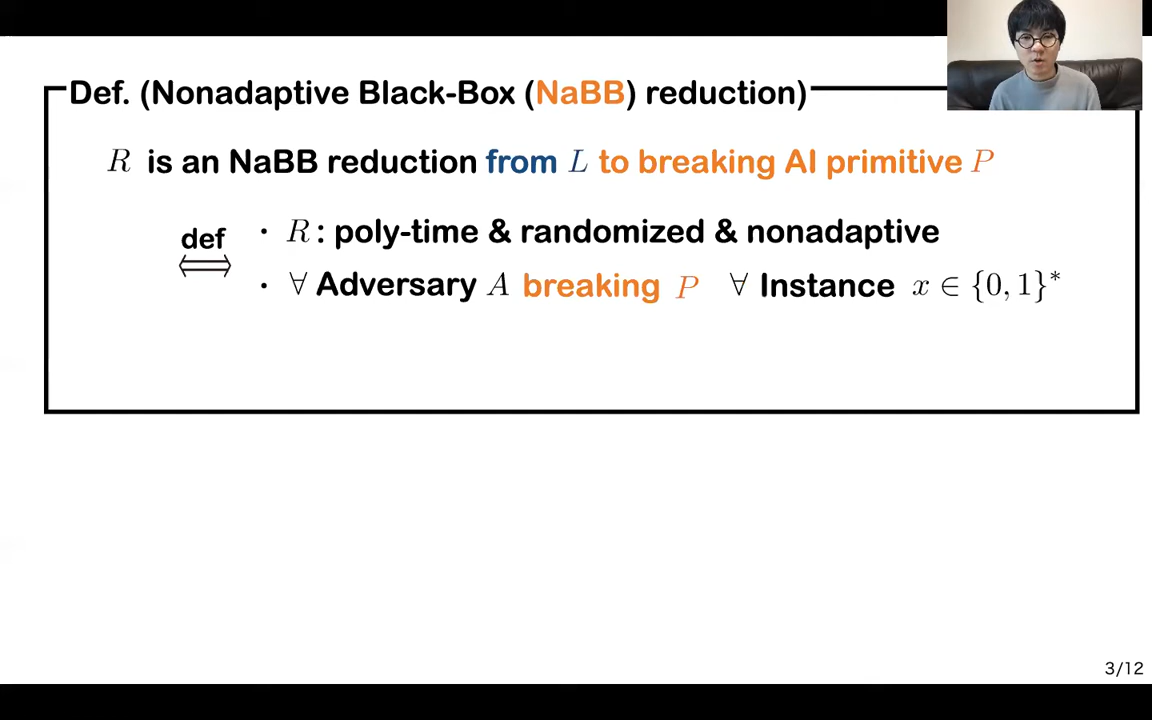 Def. (Nonadaptive Black-Box (NaBB) reduction)
R is an NaBB reduction from L to breaking AI primitive P
def
⟺
· R : poly-time & randomized & nonadaptive
· ∀ Adversary A breaking P ∀ Instance x ∈ {0, 1}*
3/12